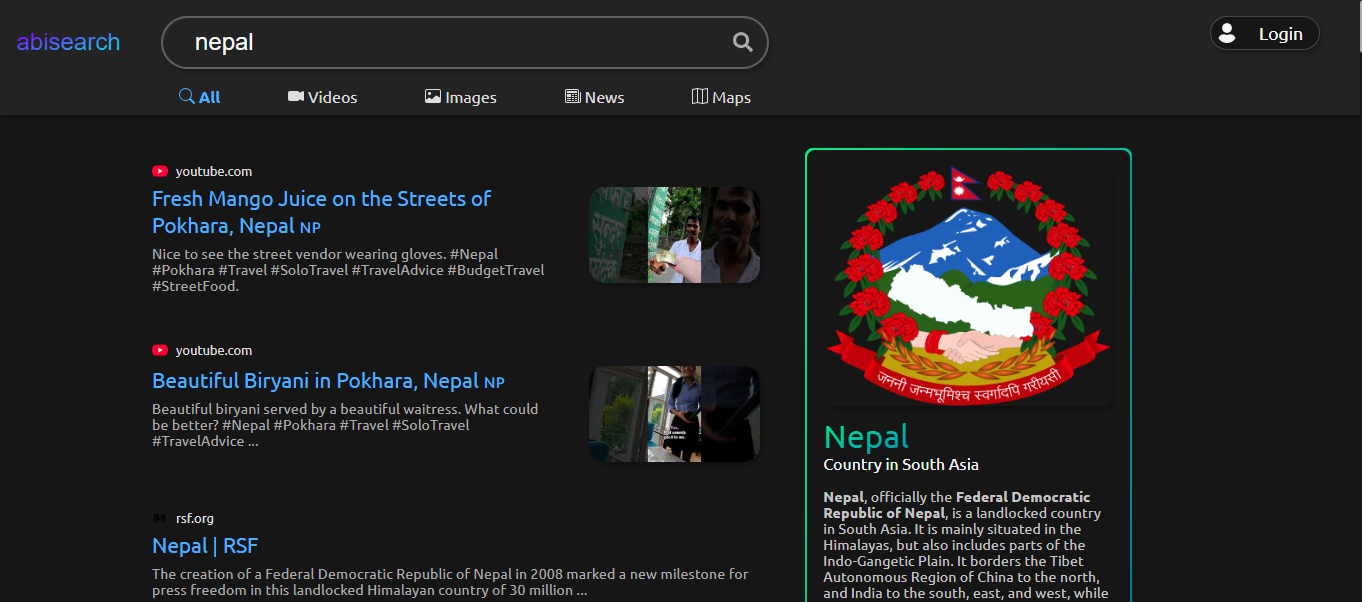 abisearch
nepal
Login
All
Videos
Images
News
Maps
youtube.com
Fresh Mango Juice on the Streets of
Pokhara, Nepal NP
Nice to see the street vendor wearing gloves. #Nepal
#Pokhara #Travel #SoloTravel #TravelAdvice #BudgetTravel
#StreetFood.
youtube.com
Beautiful Biryani in Pokhara, Nepal NP
Beautiful biryani served by a beautiful waitress. What could
be better? #Nepal #Pokhara #Travel #SoloTravel
#TravelAdvice ...
rsf.org
Nepal | RSF
The creation of a Federal Democratic Republic of Nepal in 2008 marked a new milestone for
press freedom in this landlocked Himalayan country of 30 million ...
जननी जन्मभूमिश्च स्वर्गादपि गरीयसी
Nepal
Country in South Asia
Nepal, officially the Federal Democratic
Republic of Nepal, is a landlocked country
in South Asia. It is mainly situated in the
Himalayas, but also includes parts of the
Indo-Gangetic Plain. It borders the Tibet
Autonomous Region of China to the north,
and India to the south, east, and west, while